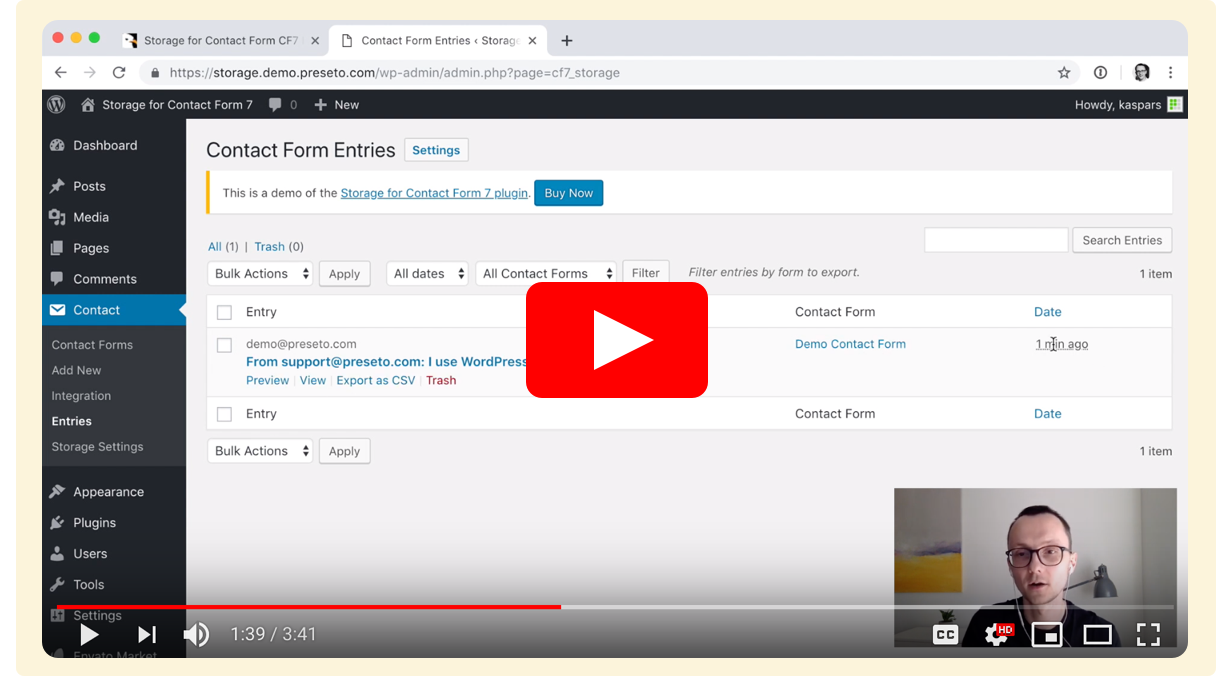 Storage for Contact Form CF7
Contact Form Entries ‹ Storag
https://storage.demo.preseto.com/wp-admin/admin.php?page=cf7_storage
Storage for Contact Form 7
0
New
Howdy, kaspars
Dashboard
Posts
Media
Pages
Comments
Contact
Contact Forms
Add New
Integration
Entries
Storage Settings
Appearance
Plugins
Users
Tools
Settings
Envato Market
Contact Form Entries
Settings
This is a demo of the Storage for Contact Form 7 plugin.
Buy Now
All (1) | Trash (0)
Search Entries
Bulk Actions
Apply
All dates
All Contact Forms
Filter
Filter entries by form to export.
1 item
Entry
Contact Form
Date
demo@preseto.com
From support@preseto.com: I use WordPress
Preview | View | Export as CSV | Trash
Demo Contact Form
1 min ago
Entry
Contact Form
Date
Bulk Actions
Apply
1 item
1:39 / 3:41
CC
HD